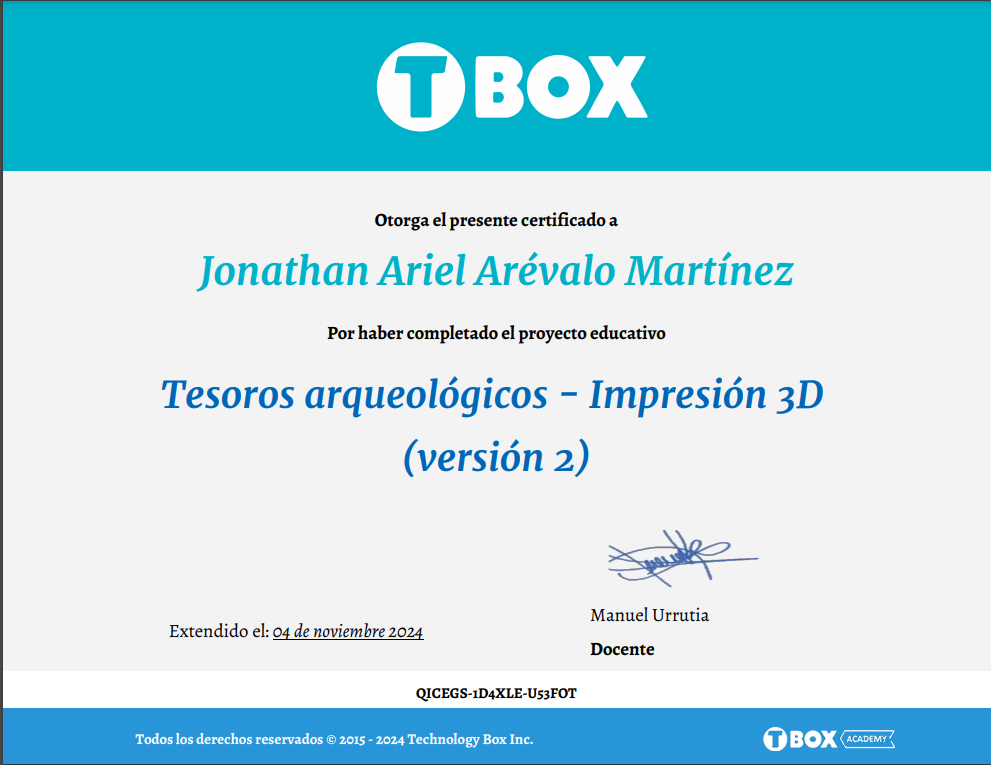 T BOX
Otorga el presente certificado a
Jonathan Ariel Arévalo Martínez
Por haber completado el proyecto educativo
Tesoros arqueológicos - Impresión 3D
(versión 2)
Manuel Urrutia
Extendido el: 04 de noviembre 2024
Docente
QICEGS-1D4XLE-U53FOT
Todos los derechos reservados © 2015 - 2024 Technology Box Inc.
T BOX ACADEMY